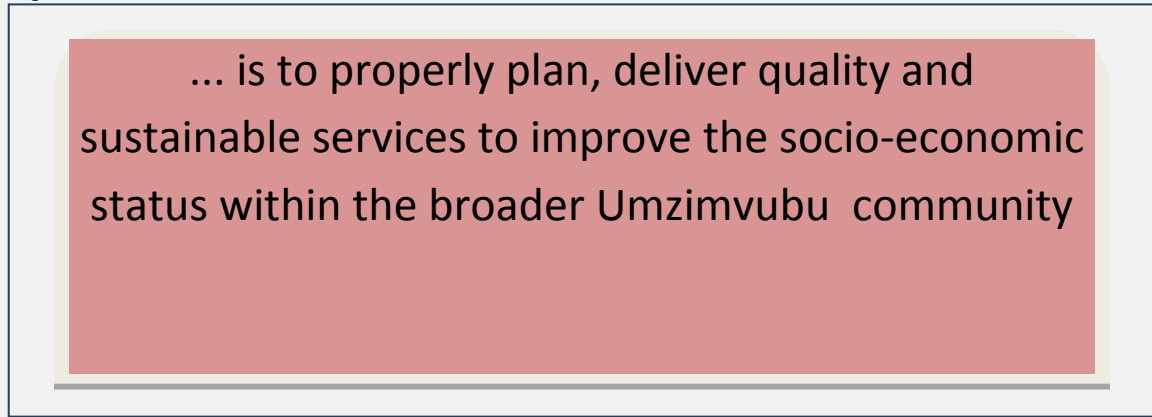 ... is to properly plan, deliver quality and
sustainable services to improve the socio-economic
status within the broader Umzimvubu  community